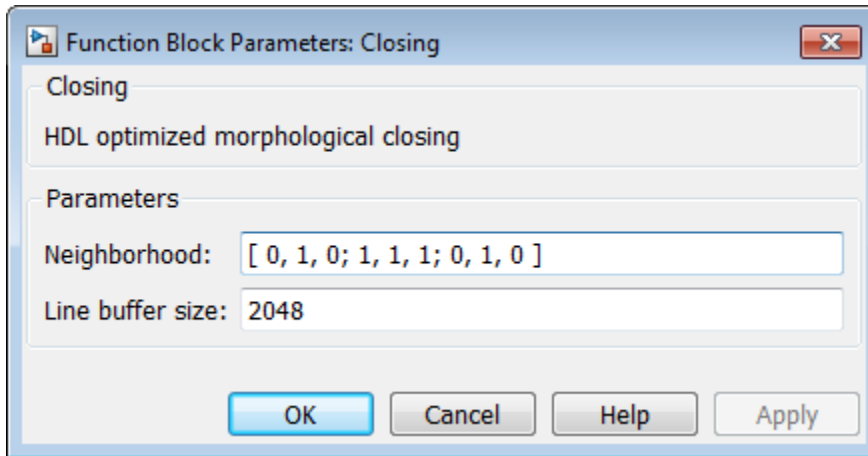 Function Block Parameters: Closing
Closing
HDL optimized morphological closing
Parameters
Neighborhood: [ 0, 1, 0; 1, 1, 1; 0, 1, 0 ]
Line buffer size: 2048
OK Cancel Help Apply